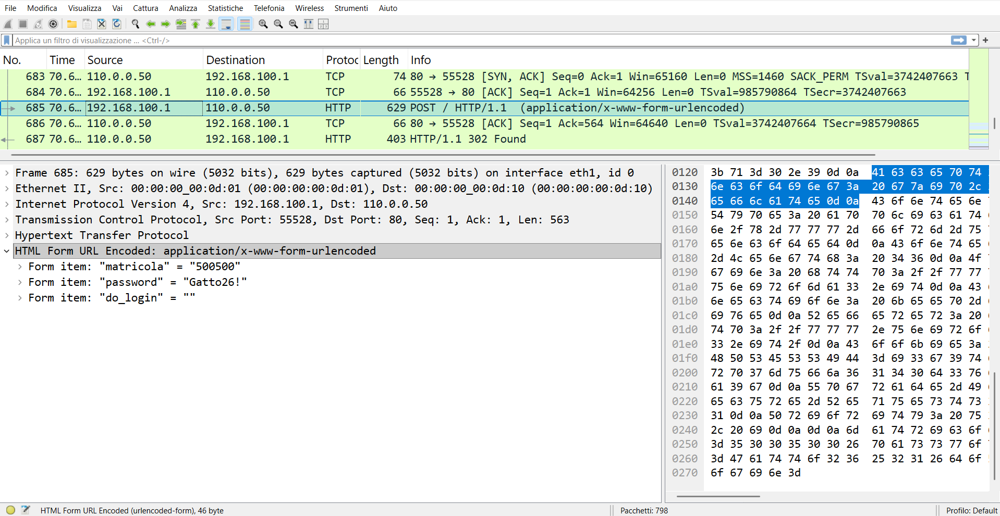 File Modifica Visualizza Vai Cattura Analizza Statistiche Telefonia Wireless Strumenti Aiuto
Applica un filtro di visualizzazione ... <Ctrl-/>
No. Time Source Destination Protoc Length Info
683 70.6… 110.0.0.50 192.168.100.1 TCP 74 80 → 55528 [SYN, ACK] Seq=0 Ack=1 Win=65160 Len=0 MSS=1460 SACK_PERM TSval=3742407663 T
684 70.6… 192.168.100.1 110.0.0.50 TCP 66 55528 → 80 [ACK] Seq=1 Ack=1 Win=64256 Len=0 TSval=985790864 TSecr=3742407663
685 70.6… 192.168.100.1 110.0.0.50 HTTP 629 POST / HTTP/1.1  (application/x-www-form-urlencoded)
686 70.6… 110.0.0.50 192.168.100.1 TCP 66 80 → 55528 [ACK] Seq=1 Ack=564 Win=64640 Len=0 TSval=3742407664 TSecr=985790865
687 70.6… 110.0.0.50 192.168.100.1 HTTP 403 HTTP/1.1 302 Found
Frame 685: 629 bytes on wire (5032 bits), 629 bytes captured (5032 bits) on interface eth1, id 0
Ethernet II, Src: 00:00:00_00:0d:01 (00:00:00:00:0d:01), Dst: 00:00:00_00:0d:10 (00:00:00:00:0d:10)
Internet Protocol Version 4, Src: 192.168.100.1, Dst: 110.0.0.50
Transmission Control Protocol, Src Port: 55528, Dst Port: 80, Seq: 1, Ack: 1, Len: 563
Hypertext Transfer Protocol
HTML Form URL Encoded: application/x-www-form-urlencoded
Form item: "matricola" = "500500"
Form item: "password" = "Gatto26!"
Form item: "do_login" = ""
0120 3b 71 3d 30 2e 39 0d 0a 41 63 63 65 70 74
0130 6e 63 6f 64 69 6e 67 3a 20 67 7a 69 70 2c
0140 65 66 6c 61 74 65 0d 0a 43 6f 6e 74 65 6e
0150 54 79 70 65 3a 20 61 70 70 6c 69 63 61 74
0160 6e 2f 78 2d 77 77 77 2d 66 6f 72 6d 2d 75
0170 65 6e 63 6f 64 65 64 0d 0a 43 6f 6e 74 65
0180 2d 4c 65 6e 67 74 68 3a 20 34 36 0d 0a 4f
0190 67 69 6e 3a 20 68 74 74 70 3a 2f 2f 77 77
01a0 75 6e 69 72 6f 6d 61 33 2e 69 74 0d 0a 43
01b0 6e 65 63 74 69 6f 6e 3a 20 6b 65 65 70 2d
01c0 69 76 65 0d 0a 52 65 66 65 72 65 72 3a 20
01d0 74 70 3a 2f 2f 77 77 77 2e 75 6e 69 72 6f
01e0 33 2e 69 74 2f 0d 0a 43 6f 6f 6b 69 65 3a
01f0 48 50 53 45 53 53 49 44 3d 69 33 67 39 74
0200 72 70 37 6d 75 66 6a 36 31 34 30 64 33 76
0210 61 39 67 0d 0a 55 70 67 72 61 64 65 2d 49
0220 65 63 75 72 65 2d 52 65 71 75 65 73 74 73
0230 31 0d 0a 50 72 69 6f 72 69 74 79 3a 20 75
0240 2c 20 69 0d 0a 0d 0a 6d 61 74 72 69 63 6f
0250 3d 35 30 30 35 30 30 26 70 61 73 73 77 6f
0260 3d 47 61 74 74 6f 32 36 25 32 31 26 64 6f
0270 6f 67 69 6e 3d
HTML Form URL Encoded (urlencoded-form), 46 byte
Pacchetti: 798
Profilo: Default